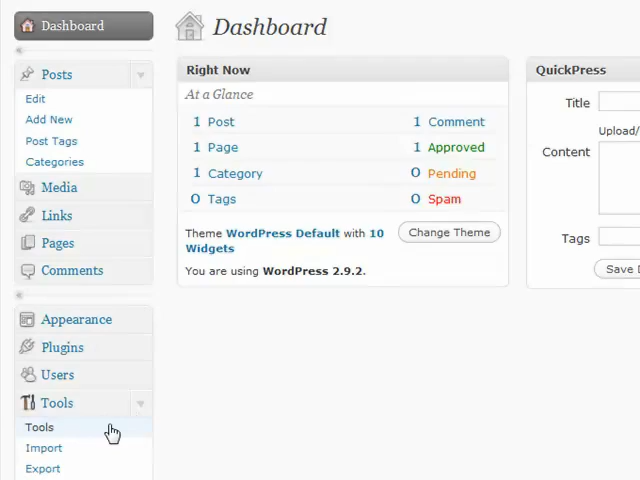 Dashboard
Posts
Edit
Add New
Post Tags
Categories
Media
Links
Pages
Comments
Appearance
Plugins
Users
Tools
Tools
Import
Export
Dashboard
Right Now
At a Glance
1 Post 1 Comment
1 Page 1 Approved
1 Category 0 Pending
0 Tags 0 Spam
Theme WordPress Default with 10
Widgets
Change Theme
You are using WordPress 2.9.2.
QuickPress
Title
Upload/
Content
Tags
Save D